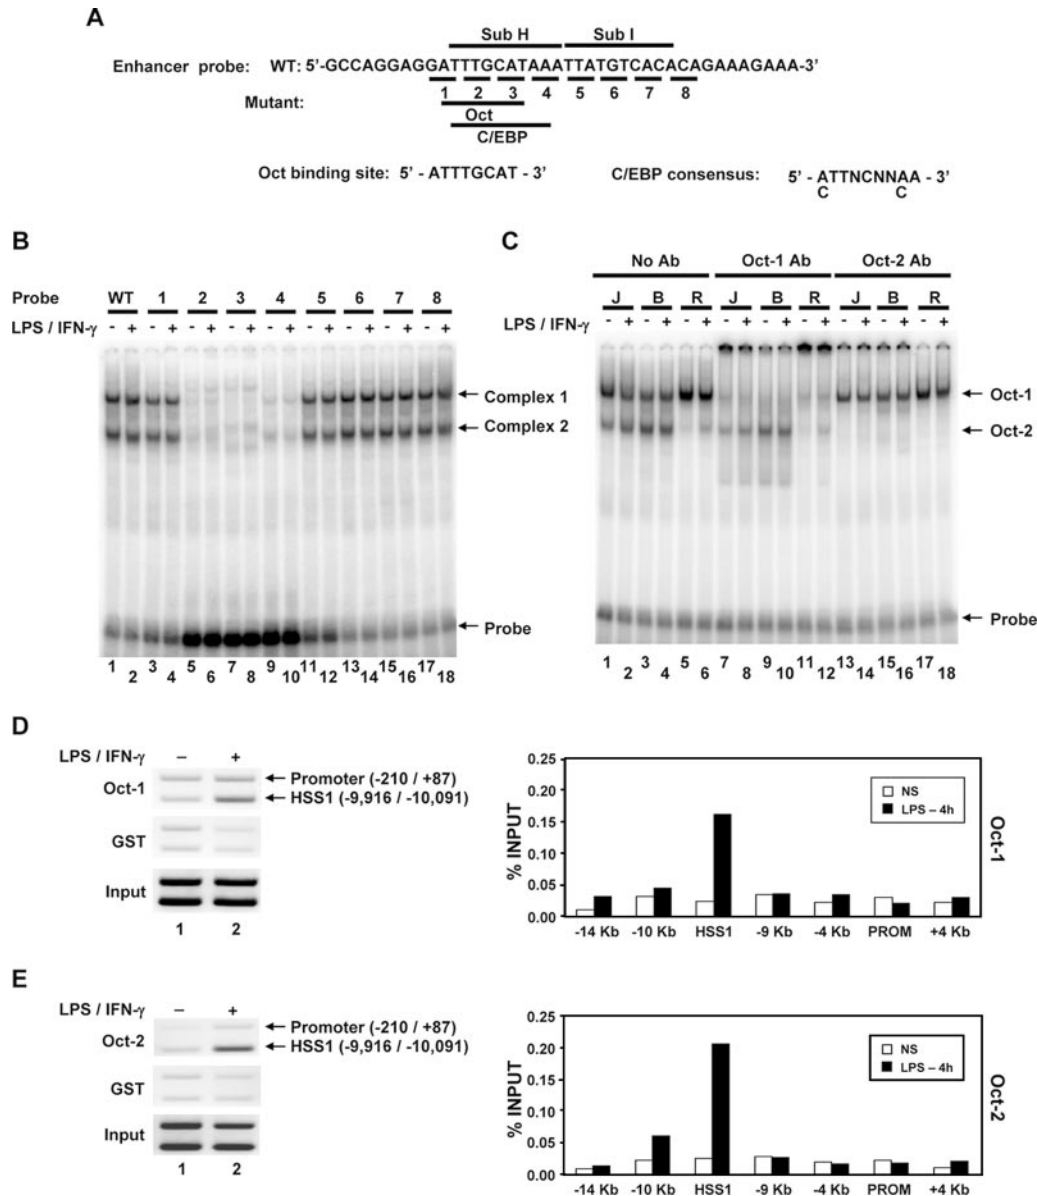 A
Sub H Sub I
Enhancer probe: WT: 5'-GCCAGGAGGATTTGCATAAATTATGTCACACAGAAAGAAA-3'
1 2 3 4 5 6 7 8
Mutant:
Oct
C/EBP
Oct binding site: 5' - ATTTGCAT - 3'
C/EBP consensus: 5' - ATTNCNNAA - 3'
C C
B
Probe WT 1 2 3 4 5 6 7 8
LPS / IFN-γ - + - + - + - + - + - + - + - + - +
Complex 1
Complex 2
Probe
1 2 3 4 5 6 7 8 9 10 11 12 13 14 15 16 17 18
C
No Ab Oct-1 Ab Oct-2 Ab
J B R J B R J B R
LPS / IFN-γ - + - + - + - + - + - + - + - + - +
Oct-1
Oct-2
Probe
1 2 3 4 5 6 7 8 9 10 11 12 13 14 15 16 17 18
D
LPS / IFN-γ – +
Oct-1
Promoter (-210 / +87)
HSS1 (-9,916 / -10,091)
GST
Input
1 2
% INPUT
0.25
0.20
0.15
0.10
0.05
0.00
NS
LPS – 4h
Oct-1
-14 Kb -10 Kb HSS1 -9 Kb -4 Kb PROM +4 Kb
E
LPS / IFN-γ – +
Oct-2
Promoter (-210 / +87)
HSS1 (-9,916 / -10,091)
GST
Input
1 2
% INPUT
0.25
0.20
0.15
0.10
0.05
0.00
NS
LPS – 4h
Oct-2
-14 Kb -10 Kb HSS1 -9 Kb -4 Kb PROM +4 Kb